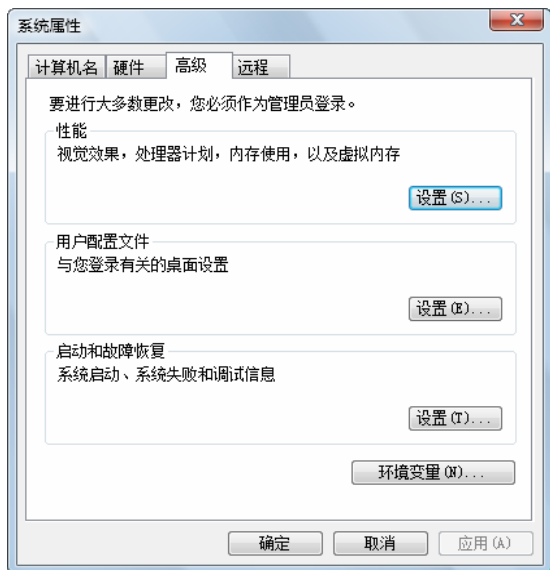 系统属性
计算机名 硬件 高级 远程
要进行大多数更改，您必须作为管理员登录。
性能
视觉效果，处理器计划，内存使用，以及虚拟内存
设置(S)...
用户配置文件
与您登录有关的桌面设置
设置(E)...
启动和故障恢复
系统启动、系统失败和调试信息
设置(T)...
环境变量(N)...
确定 取消 应用(A)